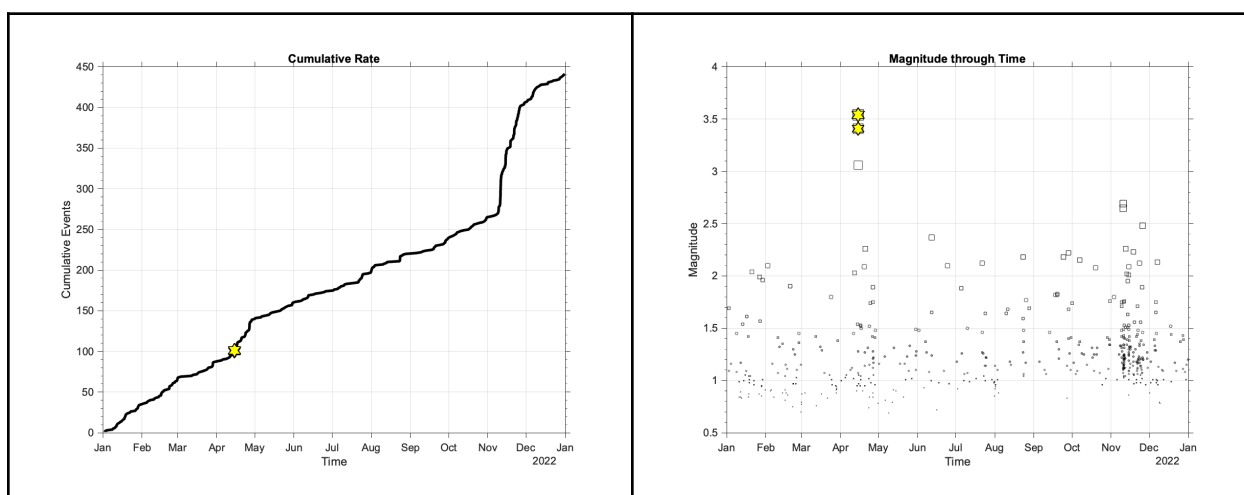 Cumulative Rate
450
400
350
300
250
200
150
100
50
0
Cumulative Events
Jan Feb Mar Apr May Jun Jul Aug Sep Oct Nov Dec Jan
Time
2022
Magnitude through Time
4
3.5
3
2.5
2
1.5
1
0.5
Magnitude
Jan Feb Mar Apr May Jun Jul Aug Sep Oct Nov Dec Jan
Time
2022